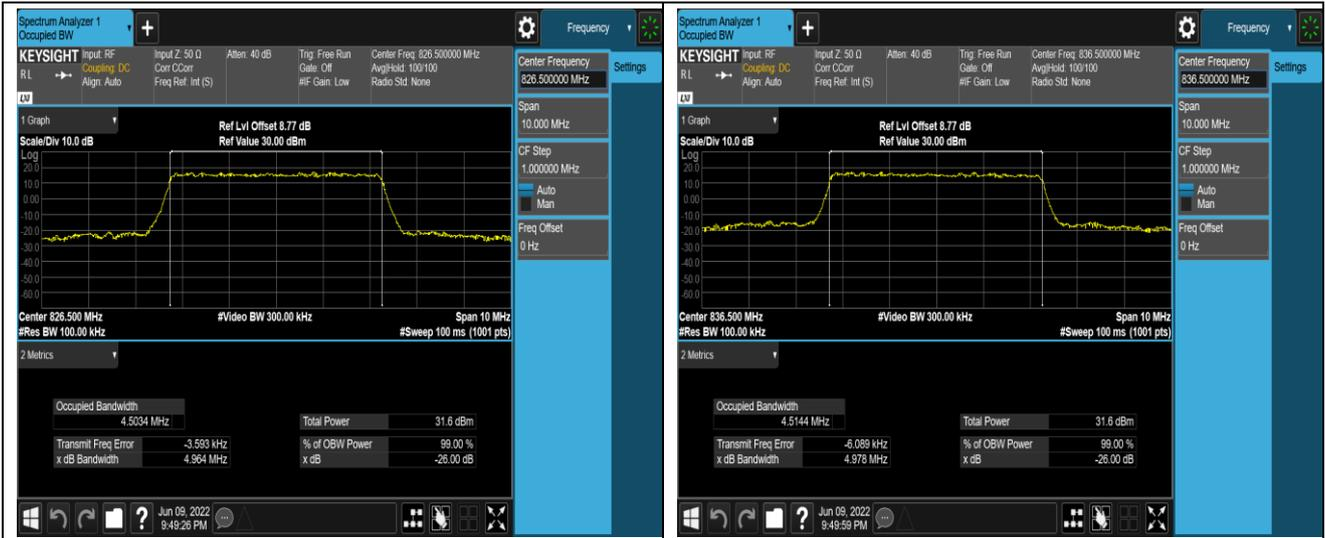 Spectrum Analyzer 1
Occupied BW
+
Frequency
KEYSIGHT
RL
LXI
Input: RF
Coupling: DC
Align: Auto
Input Z: 50 Ω
Corr CCorr
Freq Ref: Int (S)
Atten: 40 dB
Trig: Free Run
Gate: Off
#IF Gain: Low
Center Freq: 826.500000 MHz
Avg|Hold: 100/100
Radio Std: None
Center Frequency
826.500000 MHz
Settings
Span
10.000 MHz
CF Step
1.000000 MHz
Auto
Man
Freq Offset
0 Hz
1 Graph
Ref Lvl Offset 8.77 dB
Scale/Div 10.0 dB
Ref Value 30.00 dBm
Log
20.0
10.0
0.00
-10.0
-20.0
-30.0
-40.0
-50.0
-60.0
Center 826.500 MHz
#Video BW 300.00 kHz
Span 10 MHz
#Res BW 100.00 kHz
#Sweep 100 ms (1001 pts)
2 Metrics
Occupied Bandwidth
4.5034 MHz
Total Power 31.6 dBm
Transmit Freq Error -3.593 kHz
% of OBW Power 99.00 %
x dB Bandwidth 4.964 MHz
x dB -26.00 dB
?
Jun 09, 2022
9:49:26 PM
Spectrum Analyzer 1
Occupied BW
+
Frequency
KEYSIGHT
RL
LXI
Input: RF
Coupling: DC
Align: Auto
Input Z: 50 Ω
Corr CCorr
Freq Ref: Int (S)
Atten: 40 dB
Trig: Free Run
Gate: Off
#IF Gain: Low
Center Freq: 836.500000 MHz
Avg|Hold: 100/100
Radio Std: None
Center Frequency
836.500000 MHz
Settings
Span
10.000 MHz
CF Step
1.000000 MHz
Auto
Man
Freq Offset
0 Hz
1 Graph
Ref Lvl Offset 8.77 dB
Scale/Div 10.0 dB
Ref Value 30.00 dBm
Log
20.0
10.0
0.00
-10.0
-20.0
-30.0
-40.0
-50.0
-60.0
Center 836.500 MHz
#Video BW 300.00 kHz
Span 10 MHz
#Res BW 100.00 kHz
#Sweep 100 ms (1001 pts)
2 Metrics
Occupied Bandwidth
4.5144 MHz
Total Power 31.6 dBm
Transmit Freq Error -6.089 kHz
% of OBW Power 99.00 %
x dB Bandwidth 4.978 MHz
x dB -26.00 dB
?
Jun 09, 2022
9:49:59 PM